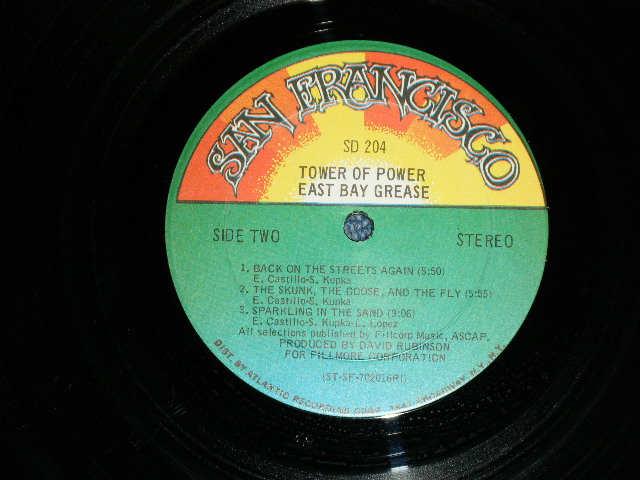 SAN FRANCISCO
SD 204
TOWER OF POWER
EAST BAY GREASE
SIDE TWO
STEREO
1. BACK ON THE STREETS AGAIN (5:50)
E. Castillo-S. Kupka
2. THE SKUNK, THE GOOSE, AND THE FLY (5:55)
E. Castillo-S. Kupka
3. SPARKLING IN THE SAND (9:06)
E. Castillo-S. Kupka-L. Lopez
All selections published by Fillcorp Music, ASCAP.
PRODUCED BY DAVID RUBINSON
FOR FILLMORE CORPORATION
(ST-SF-702016RI)
DIST. BY ATLANTIC RECORDING CORP. 1841 BROADWAY, N.Y. N.Y.